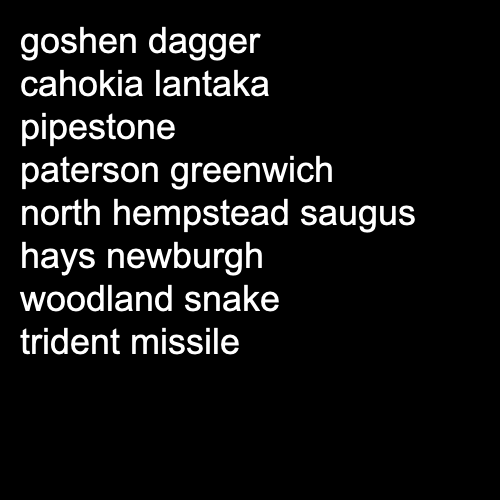 goshen dagger
cahokia lantaka
pipestone
paterson greenwich
north hempstead saugus
hays newburgh
woodland snake
trident missile